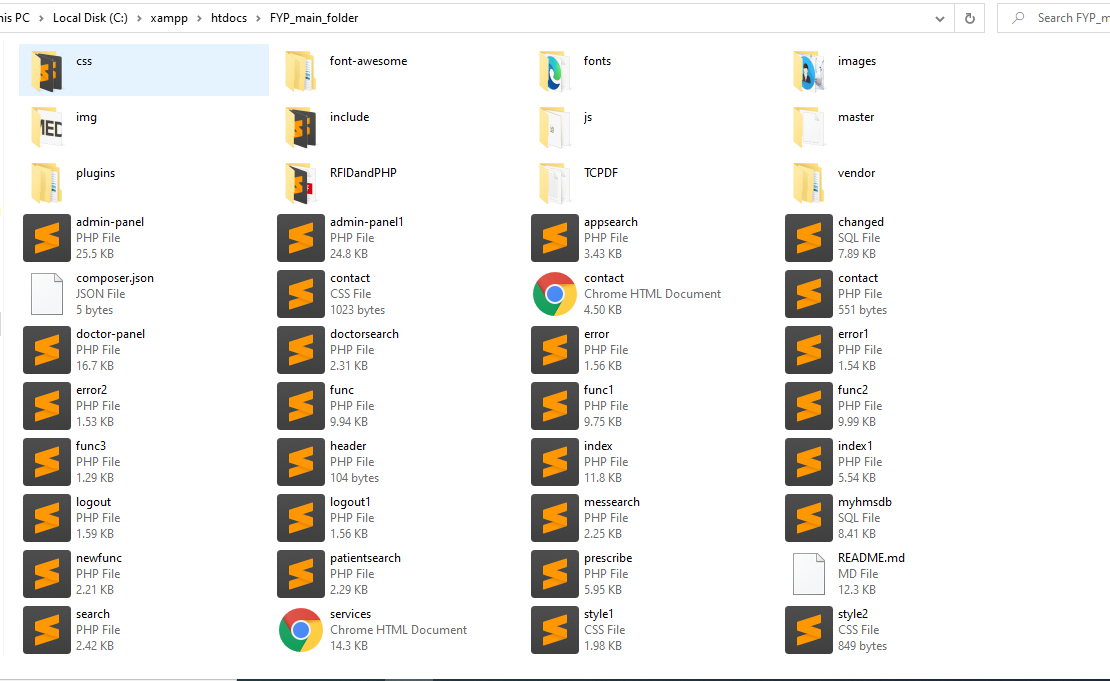 his PC > Local Disk (C:) > xampp > htdocs > FYP_main_folder
Search FYP_m
css
font-awesome
fonts
images
img
include
js
master
plugins
RFIDandPHP
TCPDF
vendor
admin-panel
PHP File
25.5 KB
admin-panel1
PHP File
24.8 KB
appsearch
PHP File
3.43 KB
changed
SQL File
7.89 KB
composer.json
JSON File
5 bytes
contact
CSS File
1023 bytes
contact
Chrome HTML Document
4.50 KB
contact
PHP File
551 bytes
doctor-panel
PHP File
16.7 KB
doctorsearch
PHP File
2.31 KB
error
PHP File
1.56 KB
error1
PHP File
1.54 KB
error2
PHP File
1.53 KB
func
PHP File
9.94 KB
func1
PHP File
9.75 KB
func2
PHP File
9.99 KB
func3
PHP File
1.29 KB
header
PHP File
104 bytes
index
PHP File
11.8 KB
index1
PHP File
5.54 KB
logout
PHP File
1.59 KB
logout1
PHP File
1.56 KB
messearch
PHP File
2.25 KB
myhmsdb
SQL File
8.41 KB
newfunc
PHP File
2.21 KB
patientsearch
PHP File
2.29 KB
prescribe
PHP File
5.95 KB
README.md
MD File
12.3 KB
search
PHP File
2.42 KB
services
Chrome HTML Document
14.3 KB
style1
CSS File
1.98 KB
style2
CSS File
849 bytes